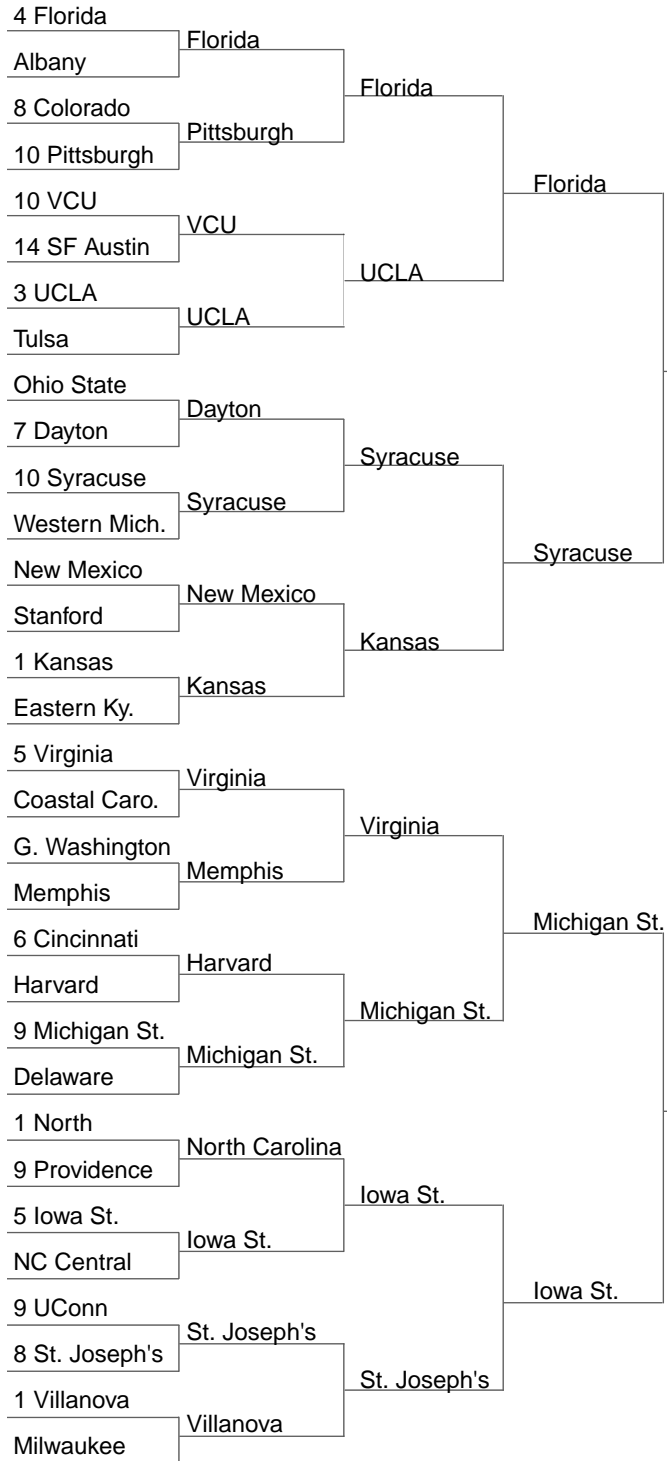 4 Florida
Albany
8 Colorado
10 Pittsburgh
10 VCU
14 SF Austin
3 UCLA
Tulsa
Ohio State
7 Dayton
10 Syracuse
Western Mich.
New Mexico
Stanford
1 Kansas
Eastern Ky.
5 Virginia
Coastal Caro.
G. Washington
Memphis
6 Cincinnati
Harvard
9 Michigan St.
Delaware
1 North
9 Providence
5 Iowa St.
NC Central
9 UConn
8 St. Joseph's
1 Villanova
Milwaukee
Florida
Pittsburgh
VCU
UCLA
Dayton
Syracuse
New Mexico
Kansas
Virginia
Memphis
Harvard
Michigan St.
North Carolina
Iowa St.
St. Joseph's
Villanova
Florida
UCLA
Syracuse
Kansas
Virginia
Michigan St.
Iowa St.
St. Joseph's
Florida
Syracuse
Michigan St.
Iowa St.